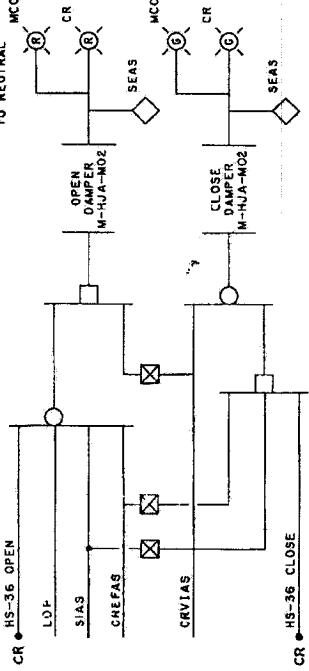 TO NEUTRAL
MCC
CR
R
R
SEAS
OPEN
DAMPER
M-HJA-M02
MCC
CR
G
G
SEAS
CLOSE
DAMPER
M-HJA-M02
CR HS-36 OPEN
LOP
SIAS
CREFAS
CRVIAS
CR HS-36 CLOSE